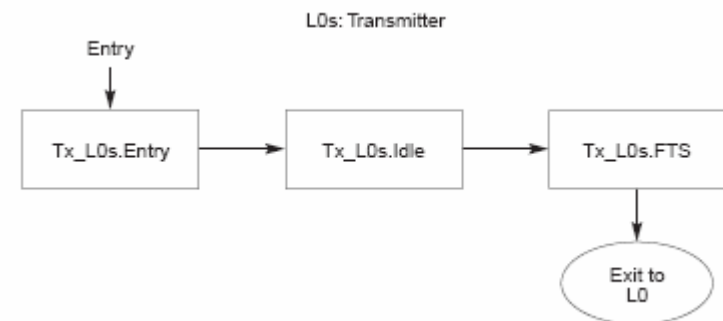 L0s: Transmitter
Entry
Tx_L0s.Entry
Tx_L0s.Idle
Tx_L0s.FTS
Exit to
L0